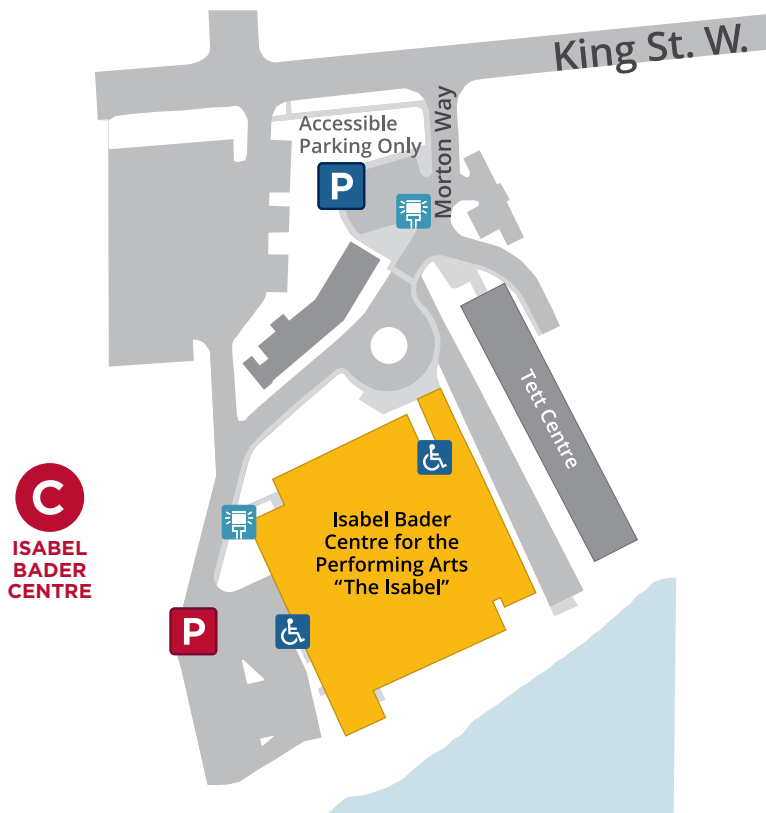 King St. W.
Morton Way
Accessible
Parking Only
P
Tett Centre
C
ISABEL
BADER
CENTRE
Isabel Bader
Centre for the
Performing Arts
“The Isabel”
P